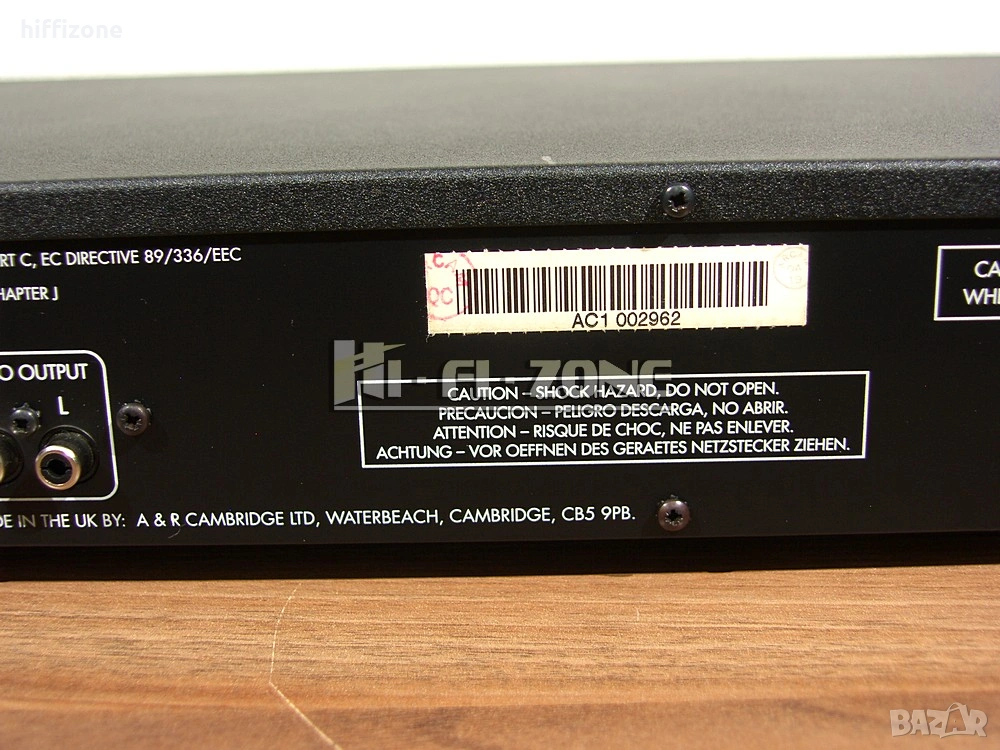 hiffizone
RT C, EC DIRECTIVE 89/336/EEC
HAPTER J
QC
AC1 002962
CA
WHE
O OUTPUT
L
HI-FI-ZONE
CAUTION – SHOCK HAZARD, DO NOT OPEN.
PRECAUCION – PELIGRO DESCARGA, NO ABRIR.
ATTENTION – RISQUE DE CHOC, NE PAS ENLEVER.
ACHTUNG – VOR OEFFNEN DES GERAETES NETZSTECKER ZIEHEN.
DE IN THE UK BY: A & R CAMBRIDGE LTD, WATERBEACH, CAMBRIDGE, CB5 9PB.
BAZAR